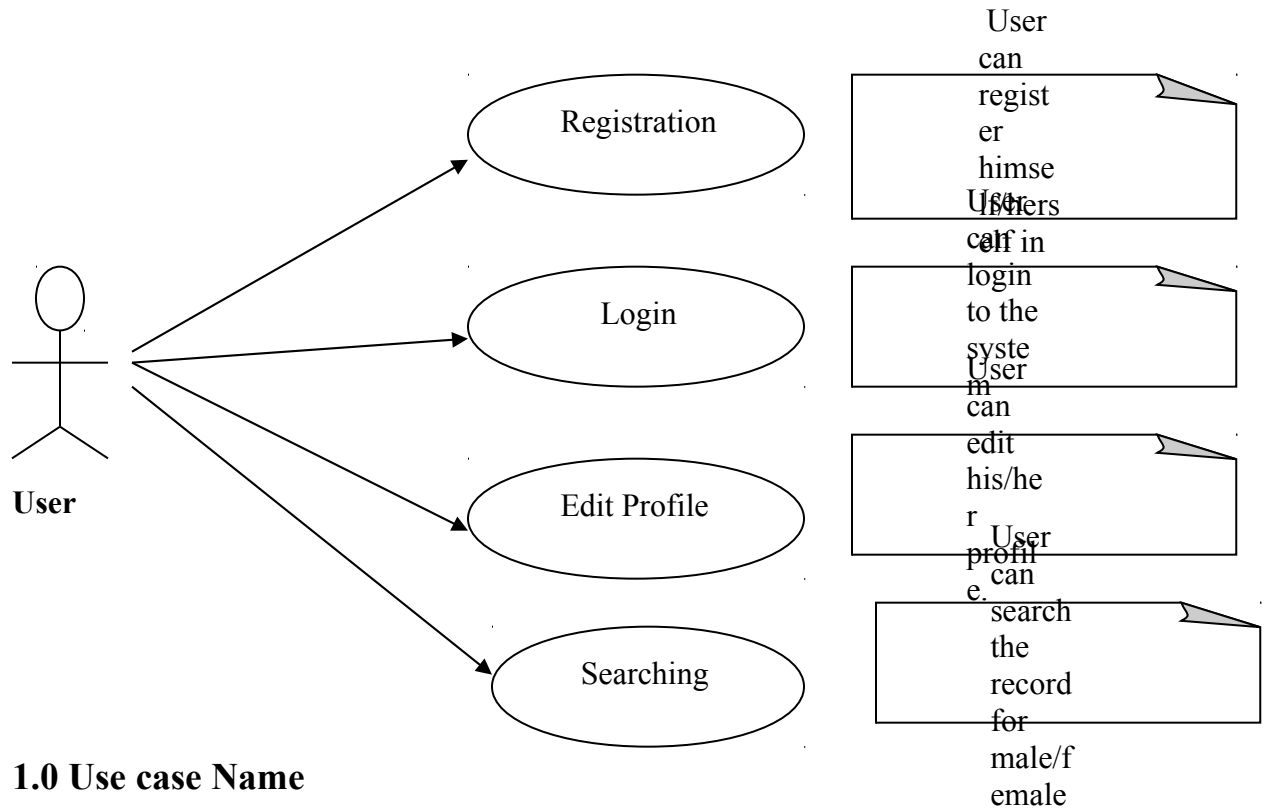 User
can
regist
er
himse
lf/hers
elf in
Registration
User
can
login
to the
syste
m
Login
User
can
edit
his/he
r
profil
e.
Edit Profile
User
can
search
the
record
for
male/f
emale
Searching
User
1.0 Use case Name